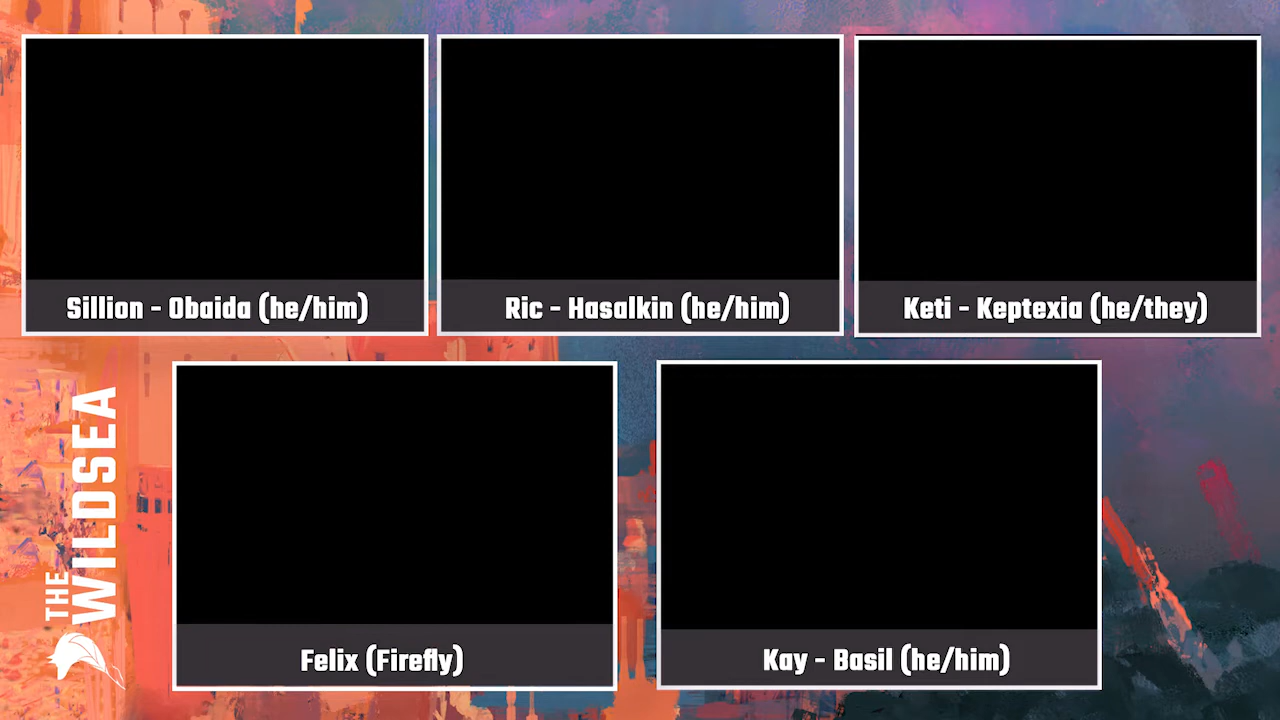 Sillion - Obaida (he/him)
Ric - Hasalkin (he/him)
Keti - Keptexia (he/they)
THE
WILDSEA
Felix (Firefly)
Kay - Basil (he/him)